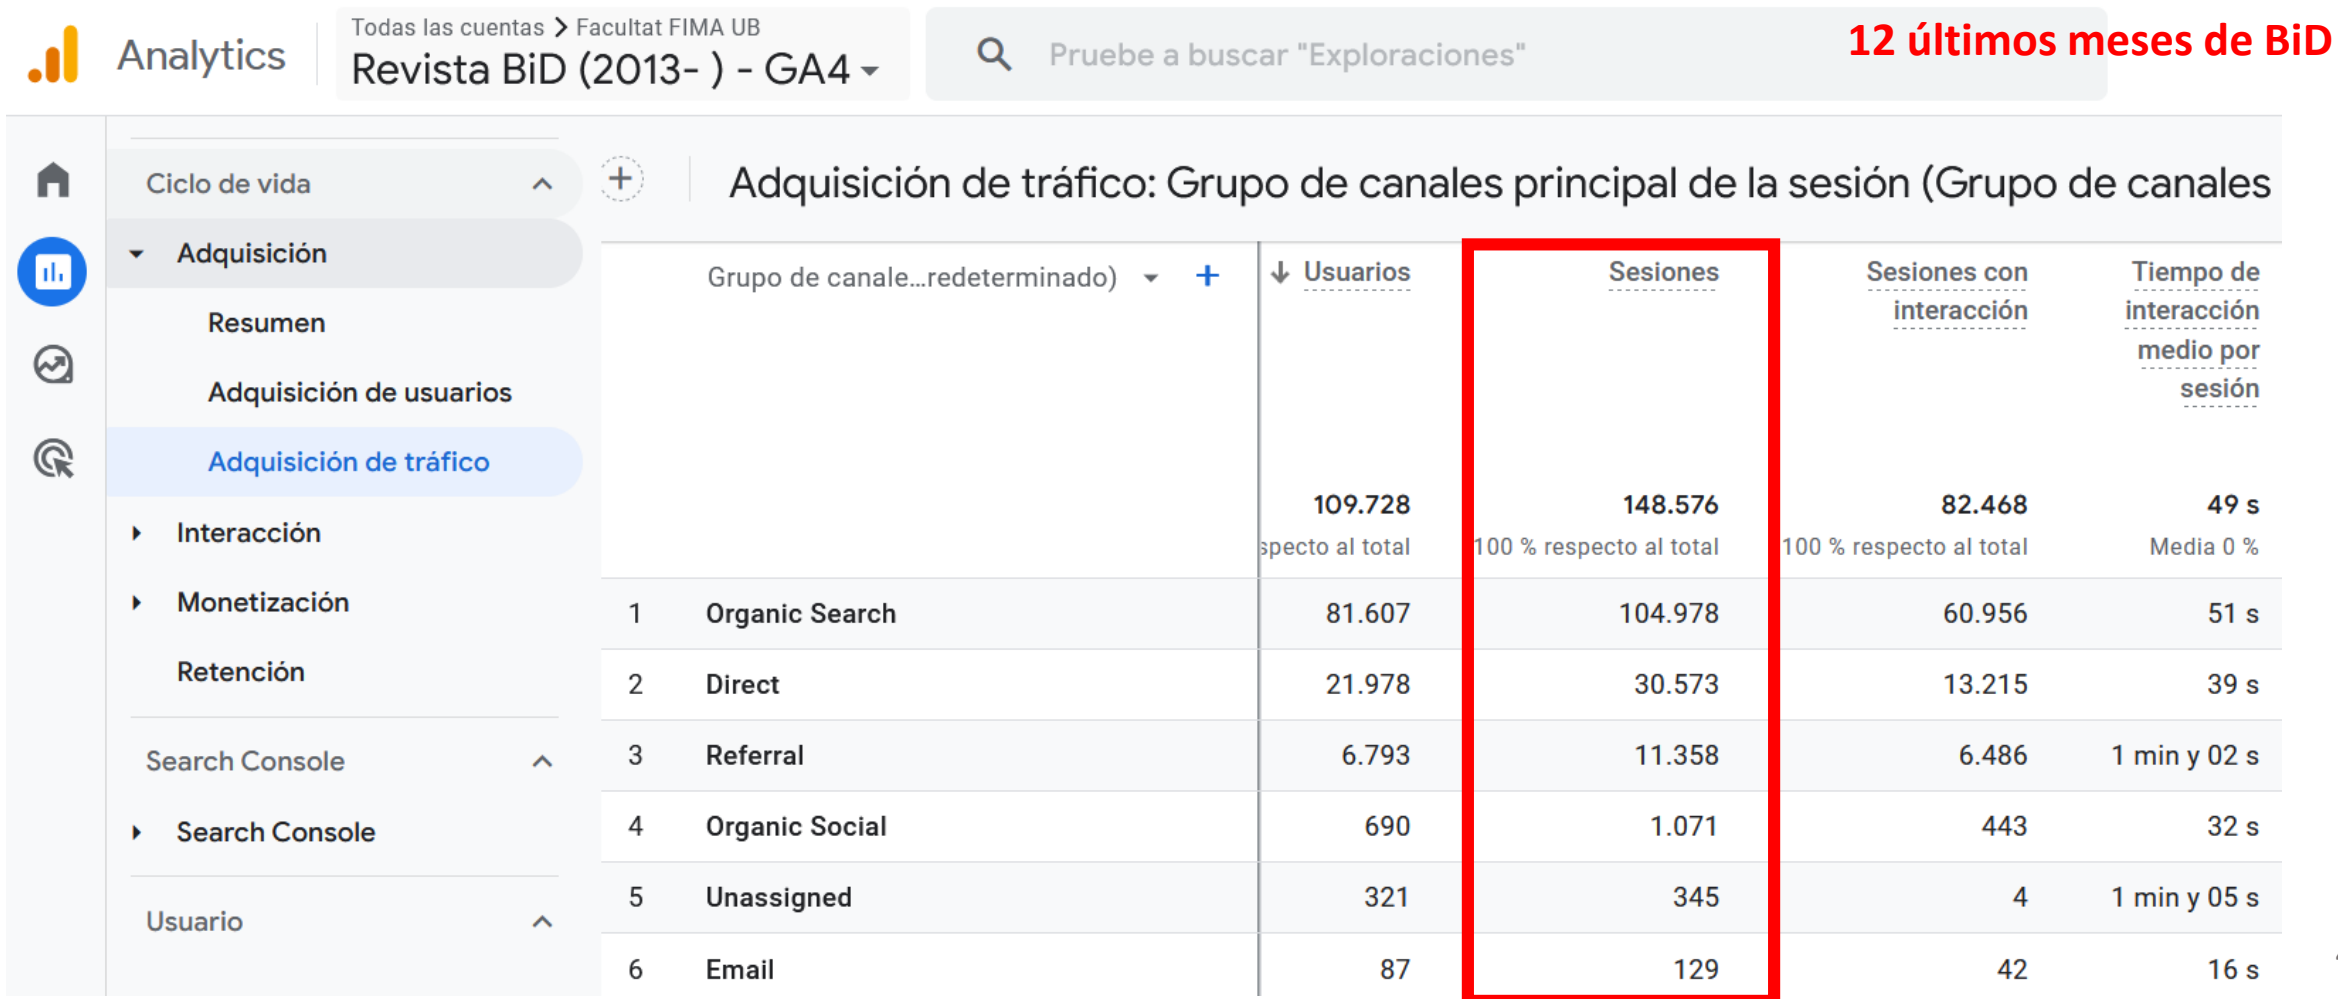 Analytics
Todas las cuentas > Facultat FIMA UB
Revista BiD (2013- ) - GA4
Pruebe a buscar "Exploraciones"
12 últimos meses de BiD
Ciclo de vida
Adquisición
Resumen
Adquisición de usuarios
Adquisición de tráfico
Interacción
Monetización
Retención
Search Console
Search Console
Usuario
Adquisición de tráfico: Grupo de canales principal de la sesión (Grupo de canales
Grupo de canale...redeterminado) + ↓ Usuarios Sesiones Sesiones con interacción Tiempo de interacción medio por sesión
109.728 148.576 82.468 49 s
specto al total 100 % respecto al total 100 % respecto al total Media 0 %
1 Organic Search 81.607 104.978 60.956 51 s
2 Direct 21.978 30.573 13.215 39 s
3 Referral 6.793 11.358 6.486 1 min y 02 s
4 Organic Social 690 1.071 443 32 s
5 Unassigned 321 345 4 1 min y 05 s
6 Email 87 129 42 16 s